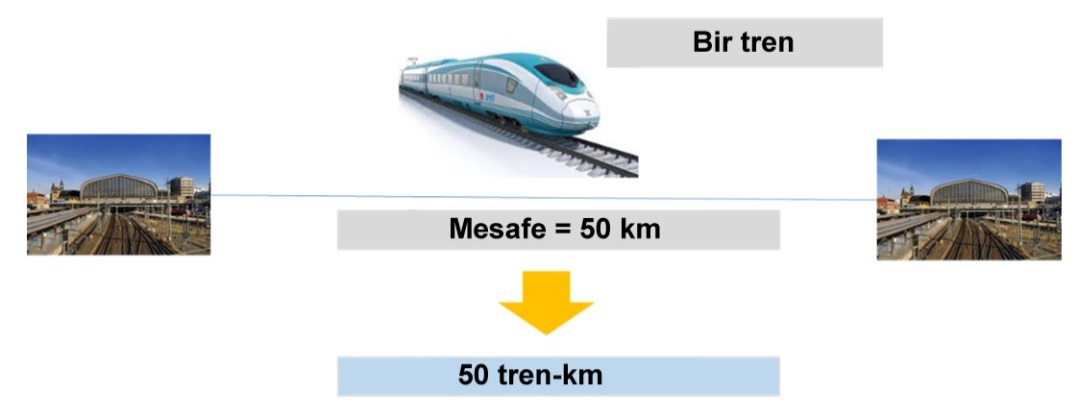 Bir tren
Mesafe = 50 km
50 tren-km